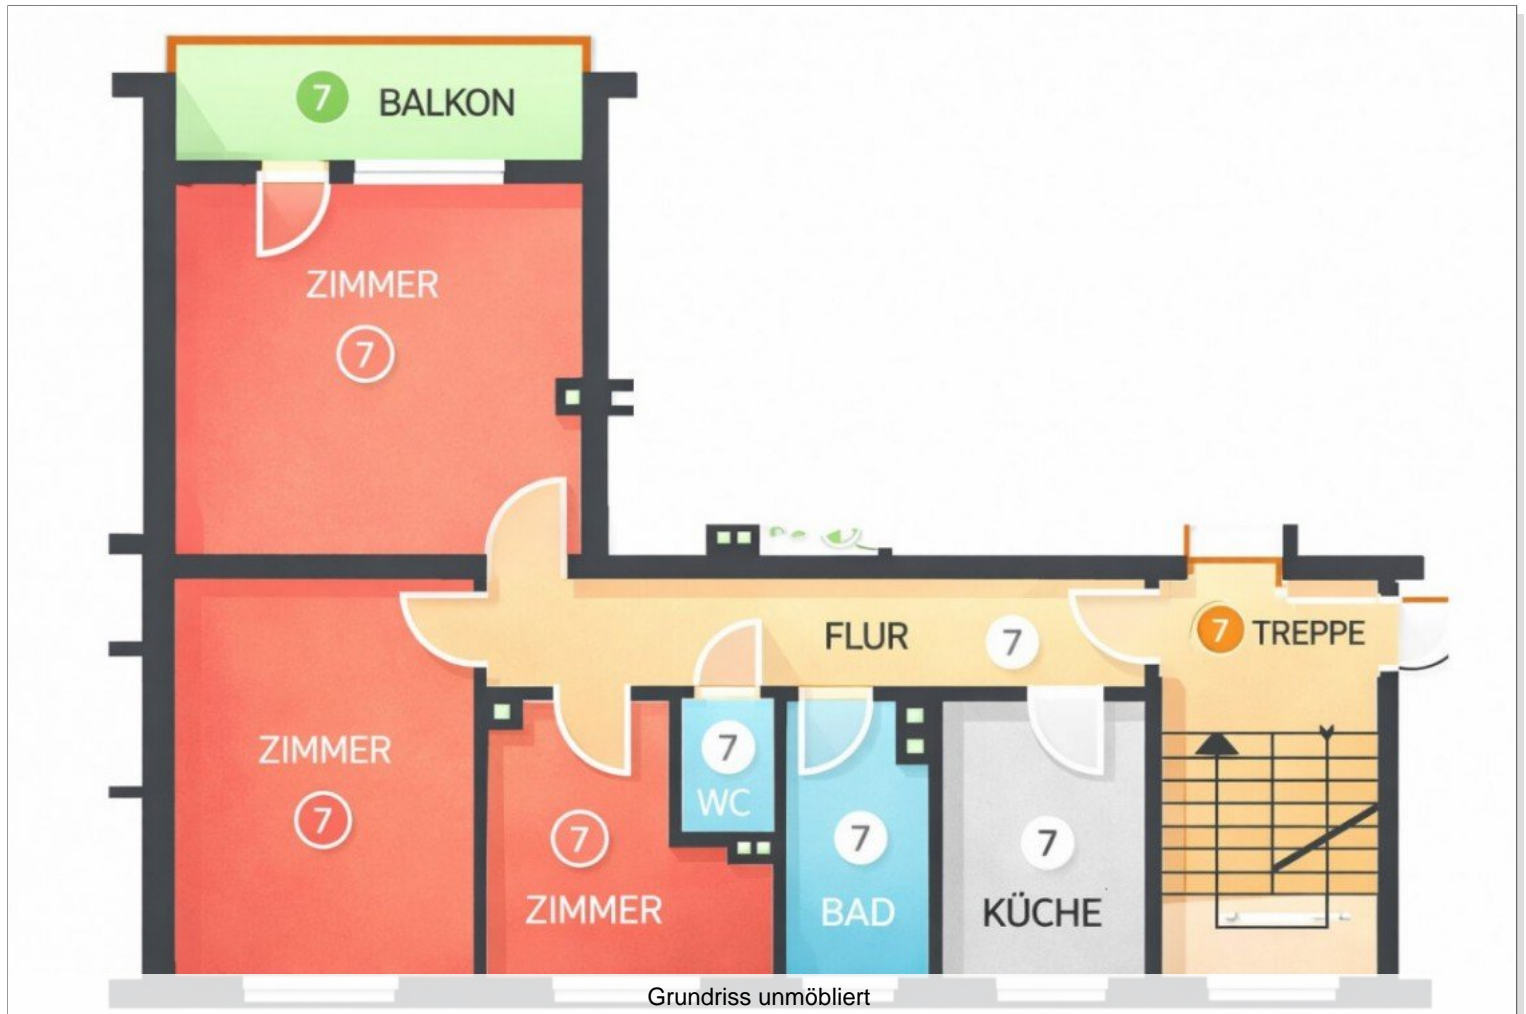 7 BALKON
ZIMMER
7
FLUR
7
7 TREPPE
ZIMMER
7
7
ZIMMER
7
WC
7
BAD
7
KÜCHE
Grundriss unmöbliert